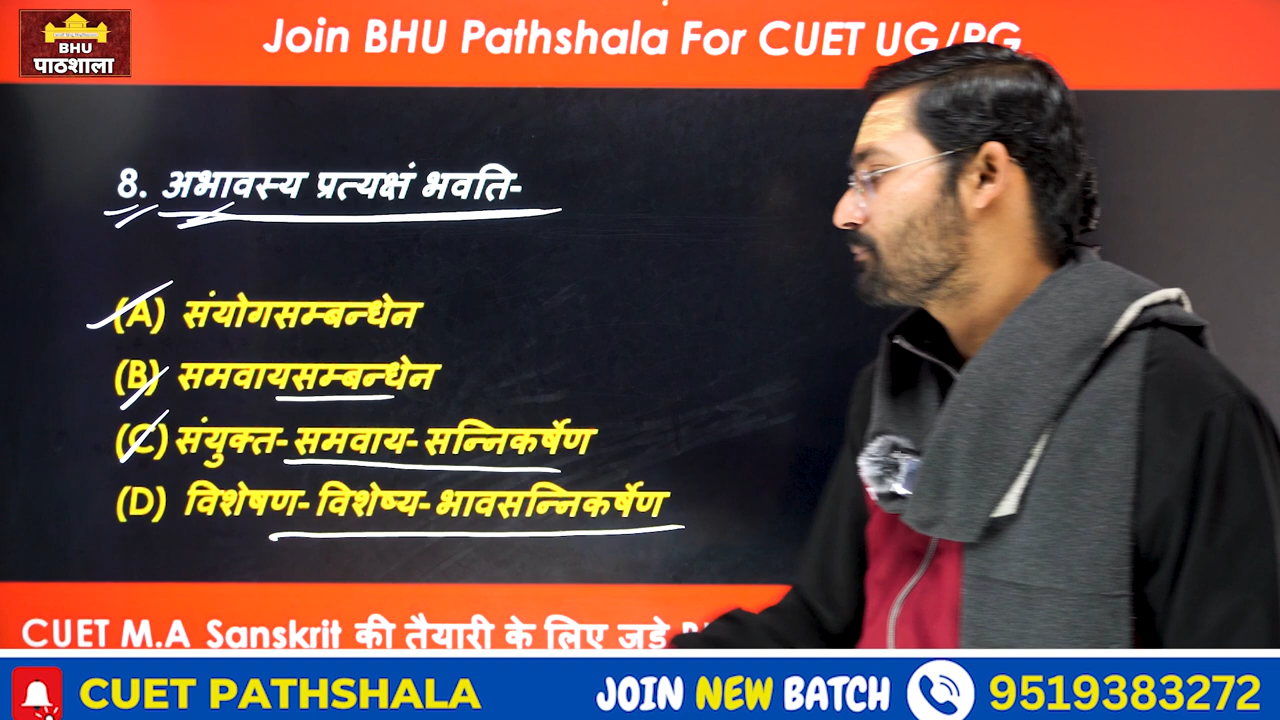 Join BHU Pathshala For CUET UG/PG
BHU
पाठशाला
8. अभावस्य प्रत्यक्षं भवति-
(A) संयोगसम्बन्धेन
(B) समवायसम्बन्धेन
(C) संयुक्त- समवाय- सन्निकर्षेण
(D) विशेषण- विशेष्य- भावसन्निकर्षेण
CUET M.A Sanskrit की तैयारी के लिए जुड़े
CUET PATHSHALA
JOIN NEW BATCH
9519383272